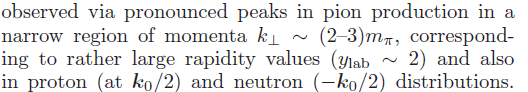 observed via pronounced peaks in pion production in a
narrow region of momenta k⊥ ∼ (2–3)mπ, correspond-
ing to rather large rapidity values (ylab ∼ 2) and also
in proton (at k0/2) and neutron (−k0/2) distributions.